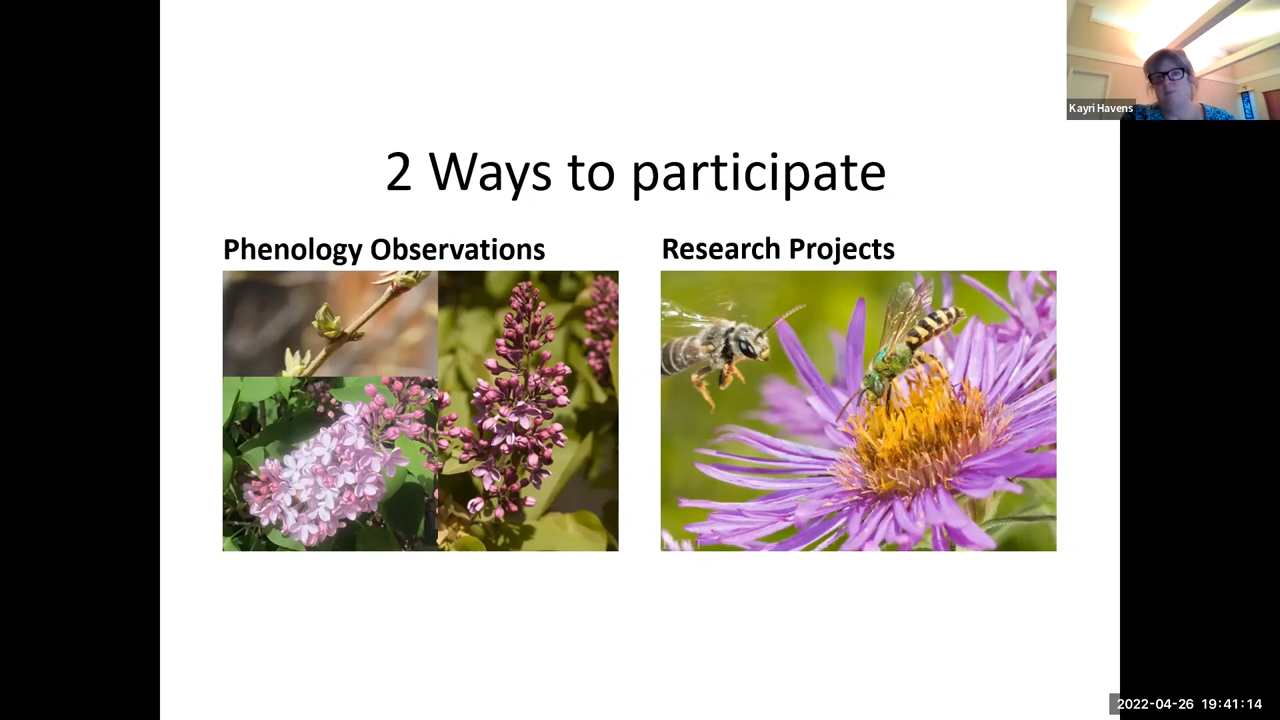 Kayri Havens
2 Ways to participate
Phenology Observations
Research Projects
2022-04-26 19:41:14